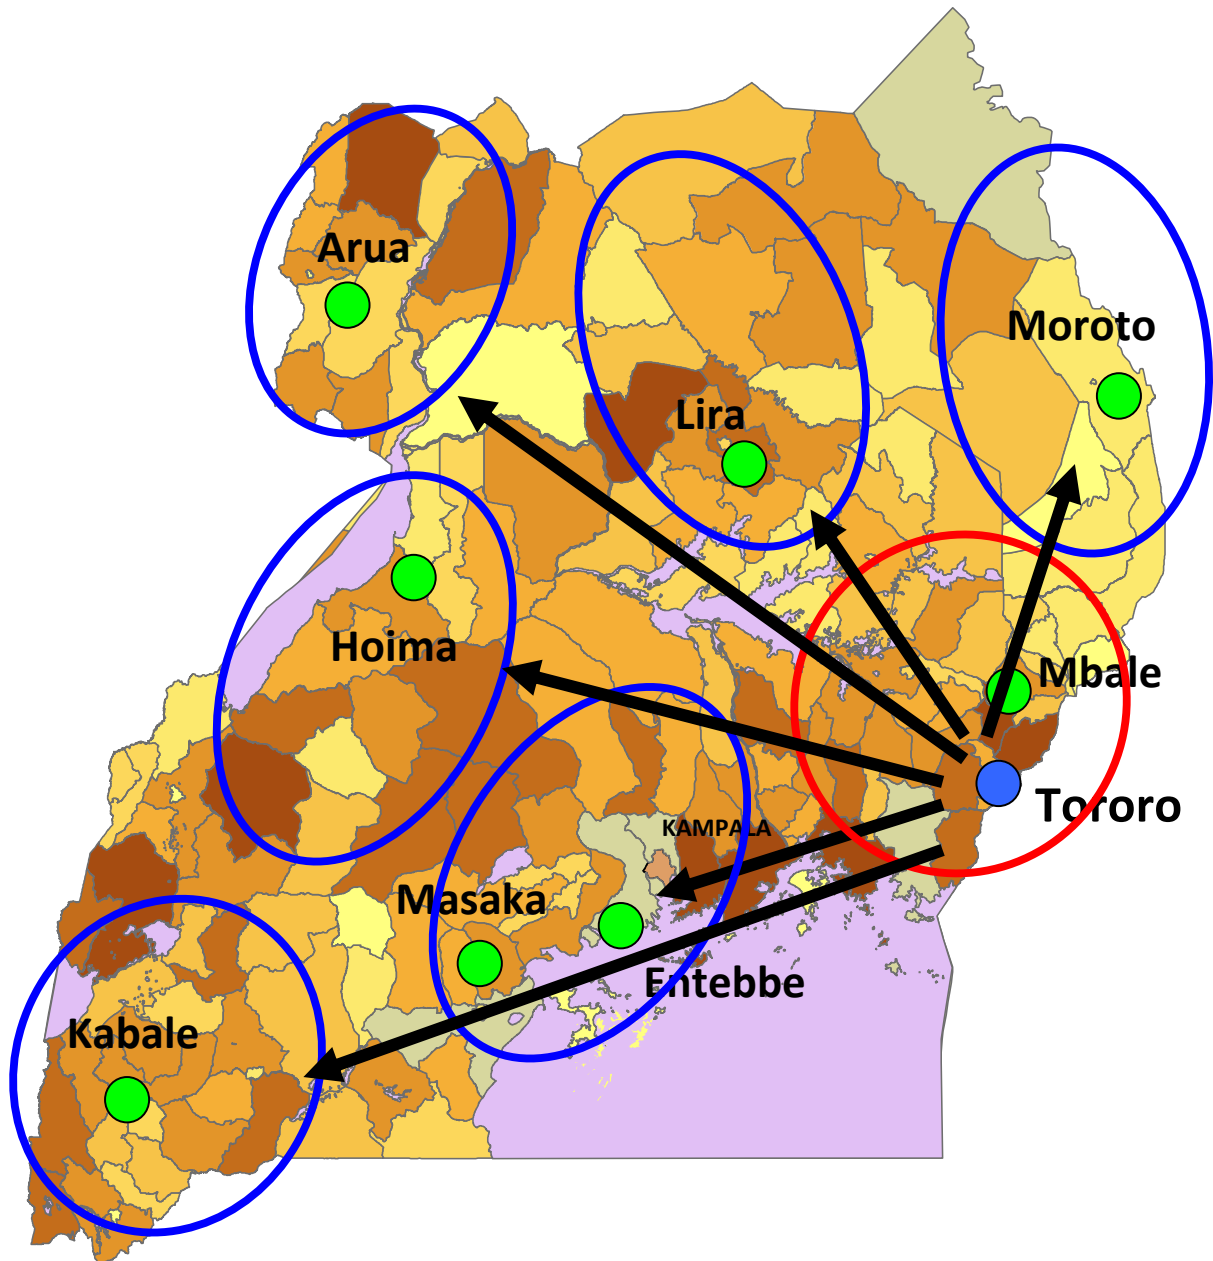 Arua
Moroto
Lira
Hoima
Mbale
Tororo
KAMPALA
Masaka
Entebbe
Kabale